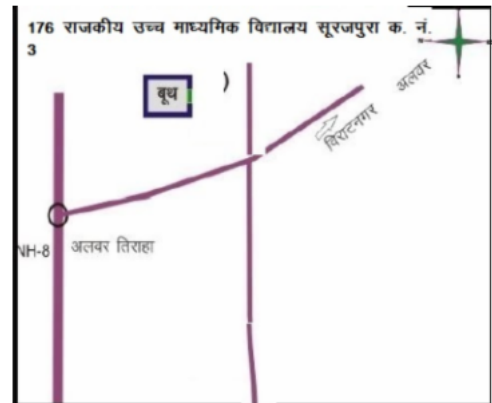 176 राजकीय उच्च माध्यमिक विद्यालय सूरजपुरा क. नं.
3
बूथ
)
अलवर
विराटनगर
NH-8
अलवर तिराहा